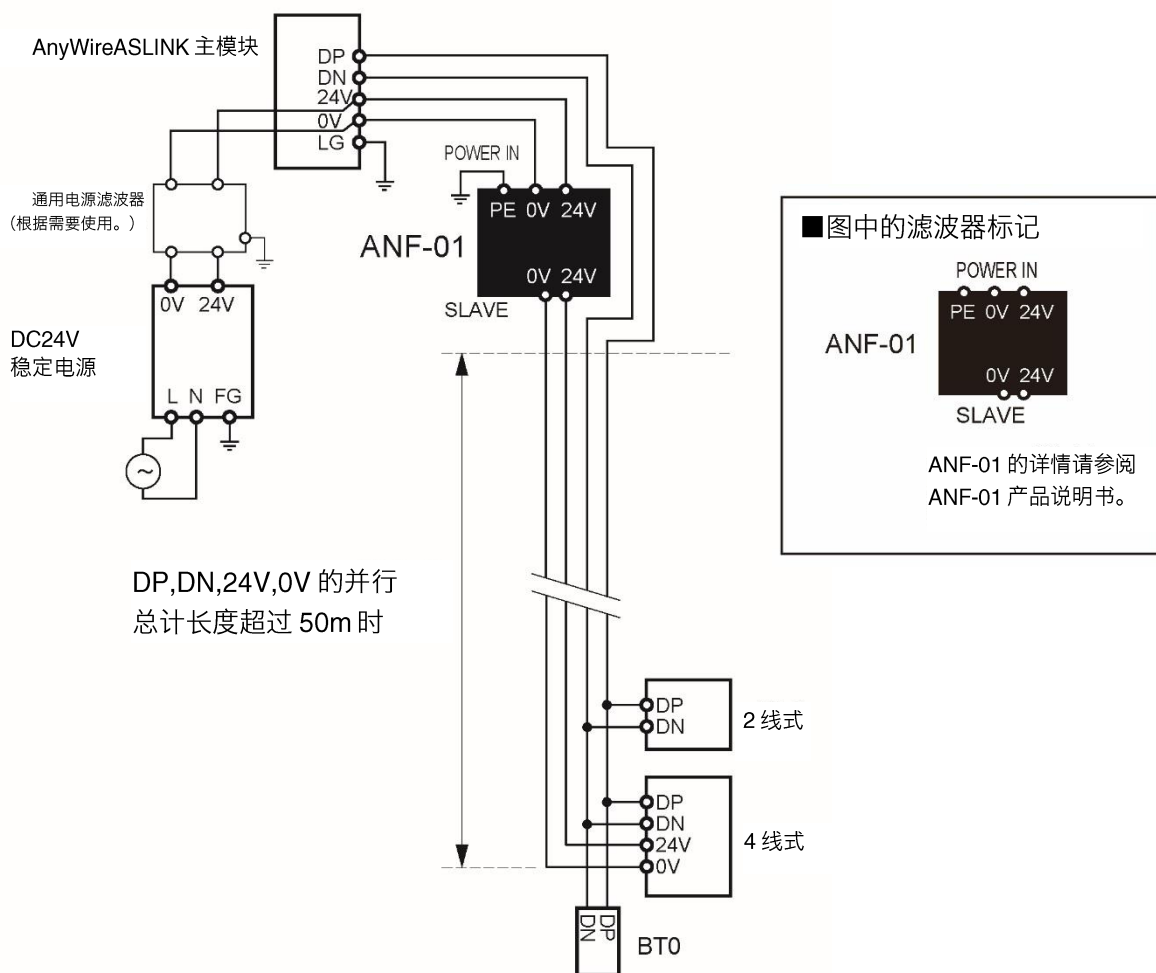 AnyWireASLINK 主模块
DP
DN
24V
0V
LG
通用电源滤波器
（根据需要使用。）
0V 24V
DC24V
稳定电源
L N FG
~
POWER IN
PE 0V 24V
ANF-01
0V 24V
SLAVE
■图中的滤波器标记
POWER IN
PE 0V 24V
ANF-01
0V 24V
SLAVE
ANF-01 的详情请参阅
ANF-01 产品说明书。
DP,DN,24V,0V 的并行
总计长度超过 50m 时
DP
DN
2 线式
DP
DN
24V
0V
4 线式
DN
DP
BT0